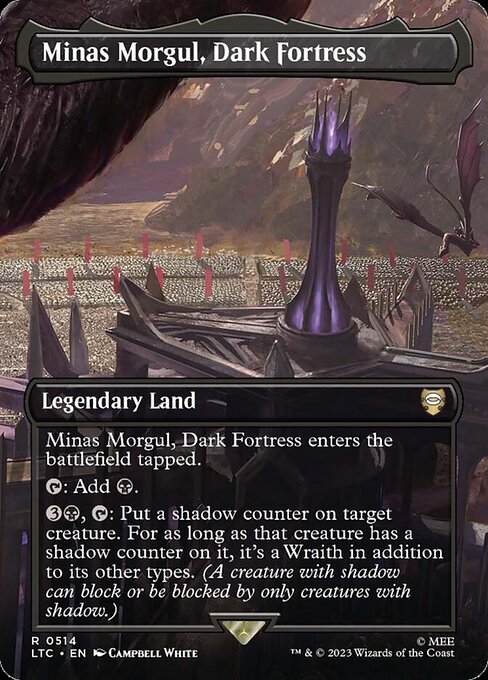 Minas Morgul, Dark Fortress
Legendary Land
Minas Morgul, Dark Fortress enters the
battlefield tapped.
: Add .
3, : Put a shadow counter on target
creature. For as long as that creature has a
shadow counter on it, it's a Wraith in addition
to its other types. (A creature with shadow
can block or be blocked by only creatures with
shadow.)
R 0514
© MEE
LTC • EN CAMPBELL WHITE
™ & © 2023 Wizards of the Coast